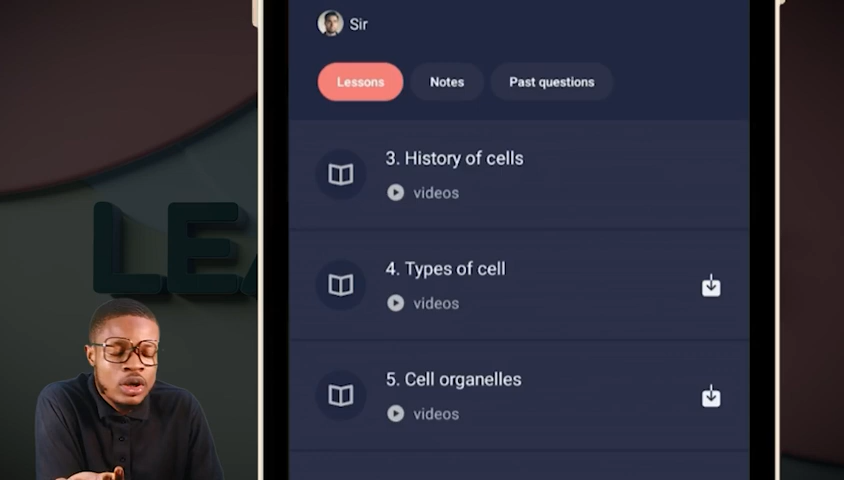 Sir
Lessons
Notes
Past questions
3. History of cells
videos
4. Types of cell
videos
5. Cell organelles
videos